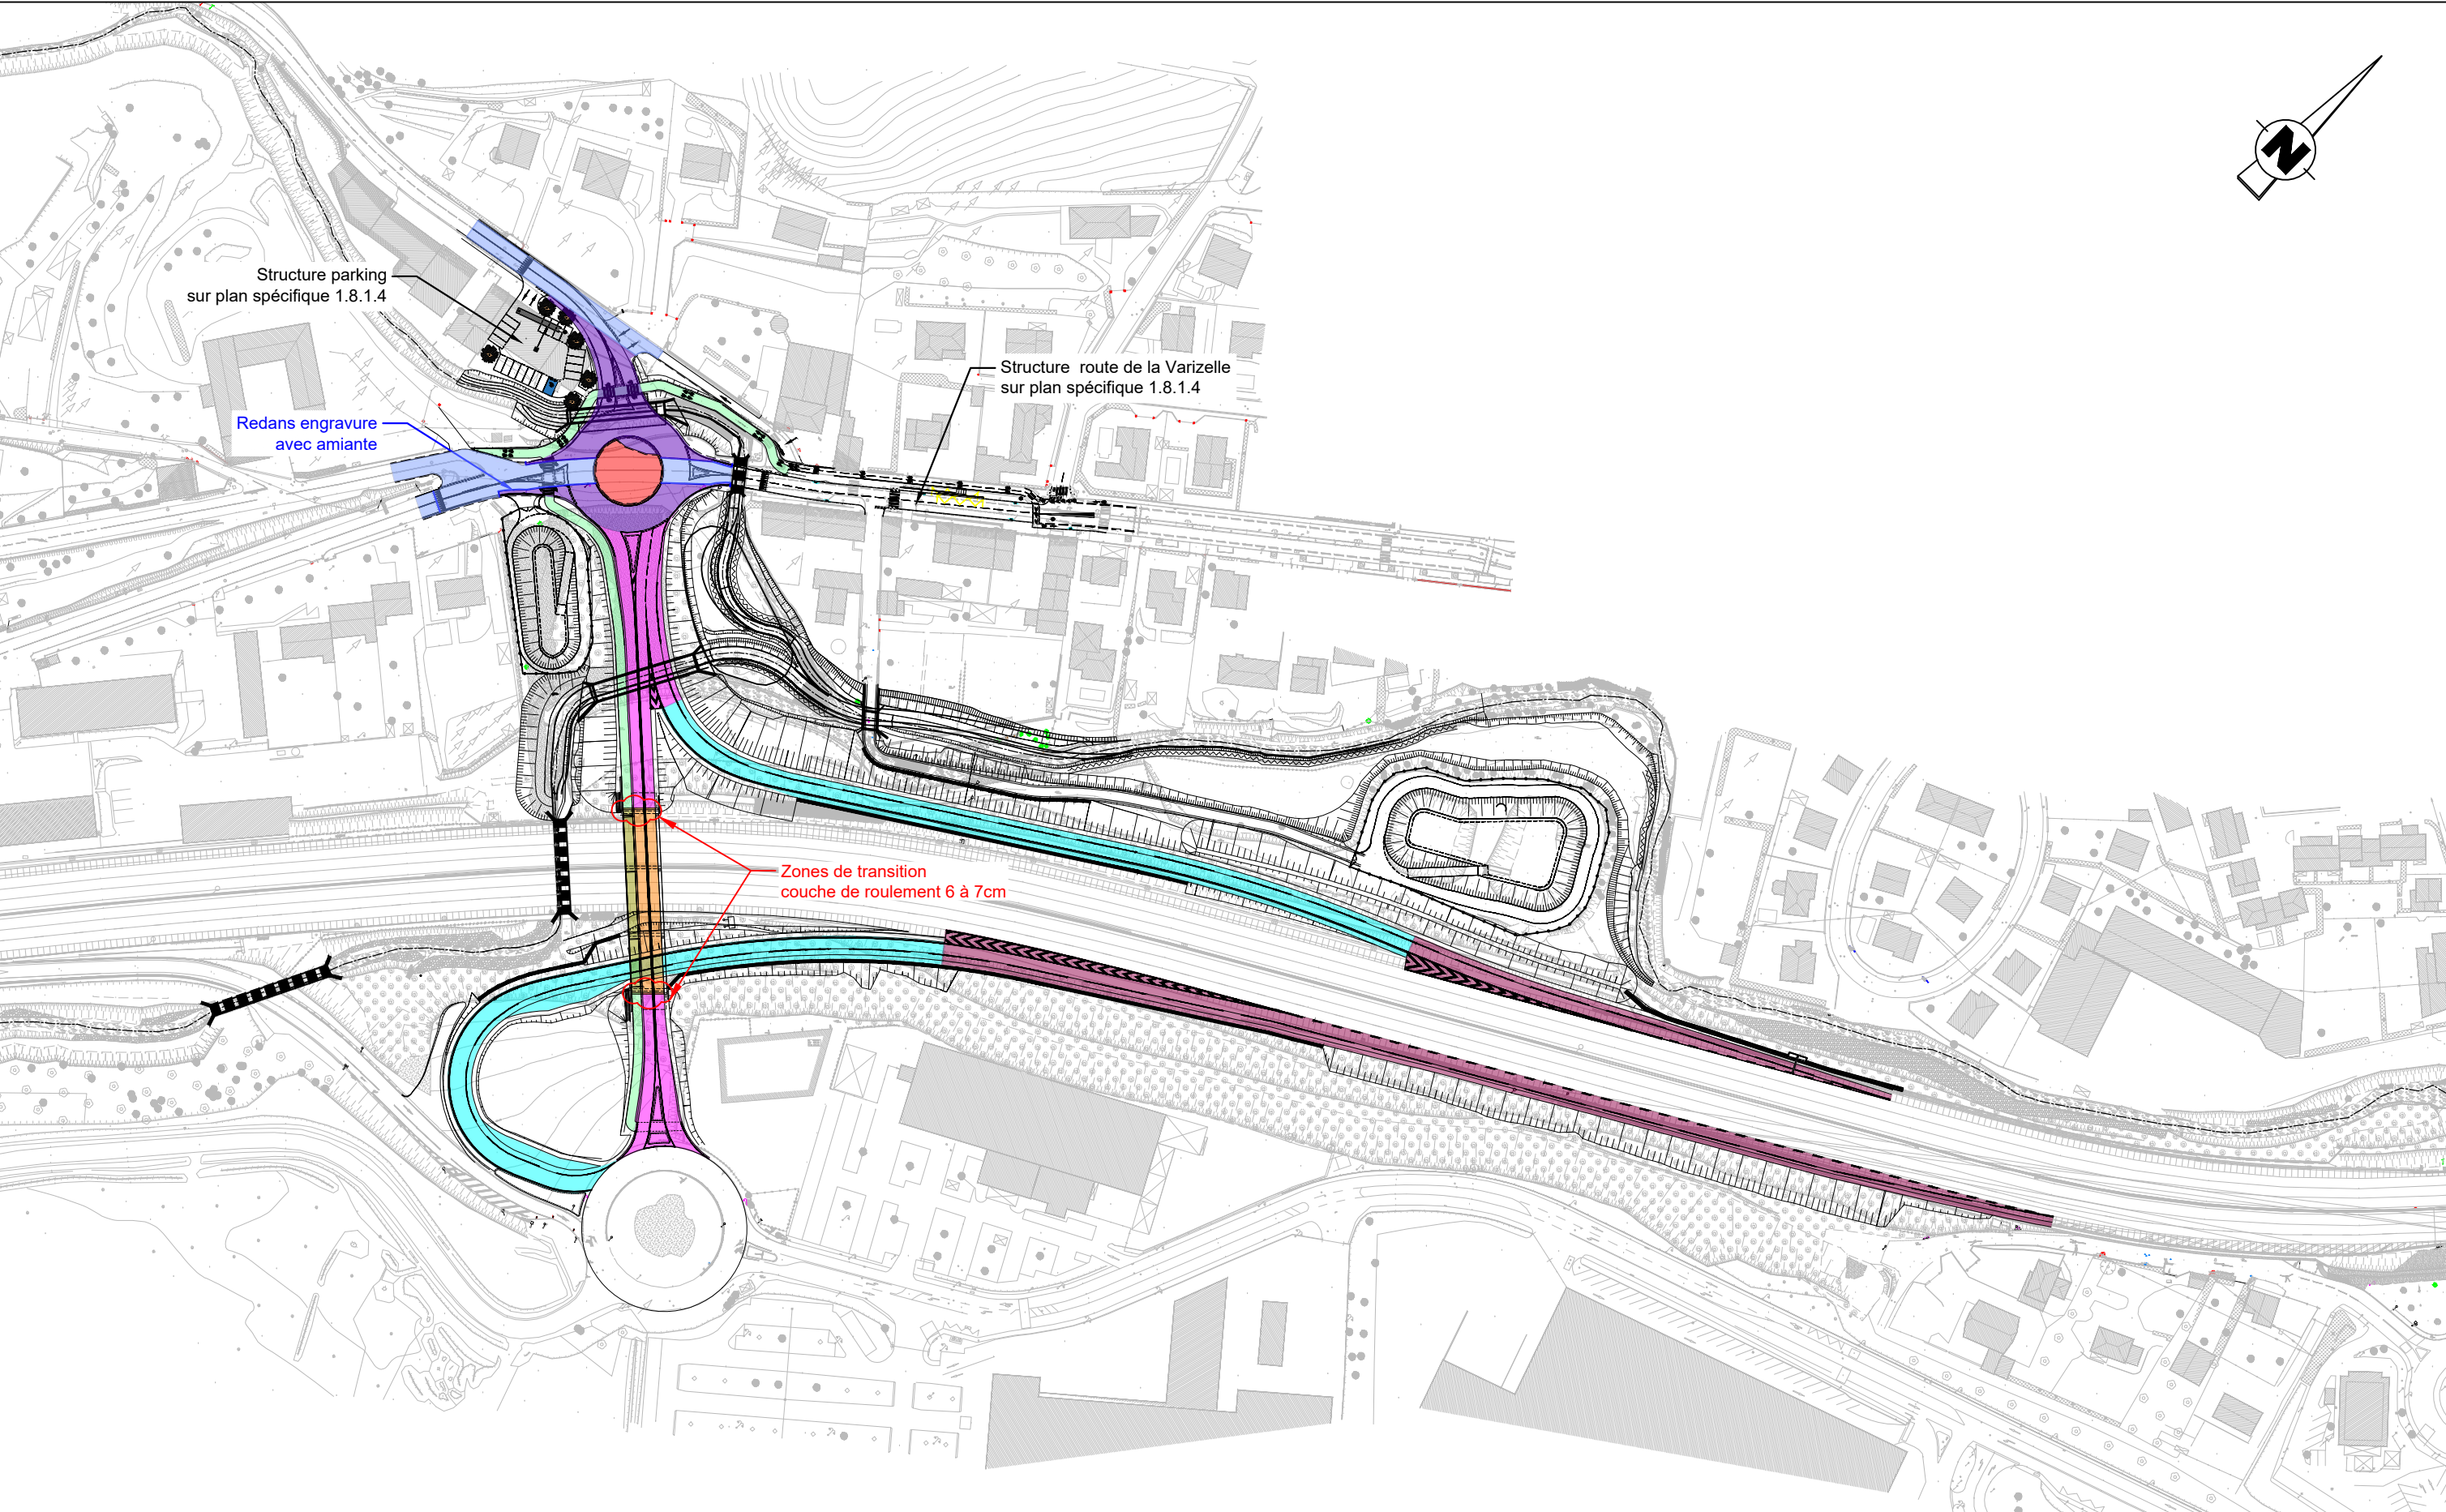 N
Structure parking
sur plan spécifique 1.8.1.4
Structure  route de la Varizelle
sur plan spécifique 1.8.1.4
Redans engravure
avec amiante
Zones de transition
couche de roulement 6 à 7cm